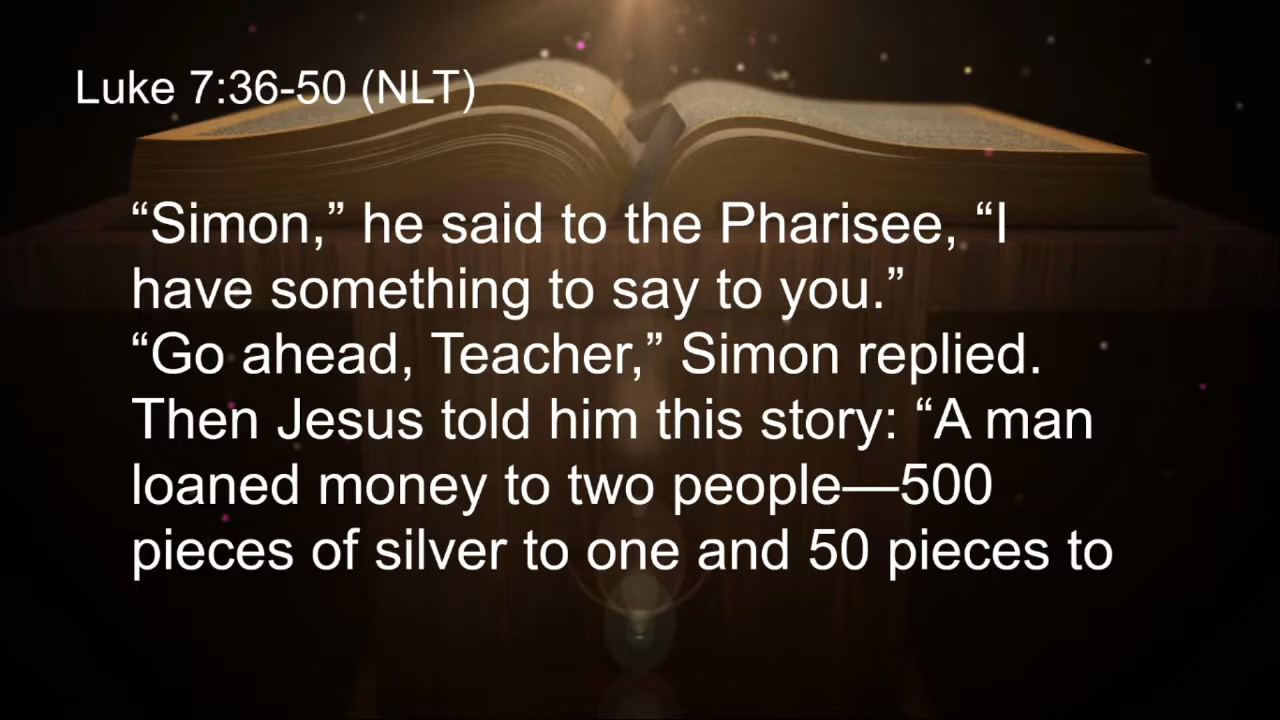 Luke 7:36-50 (NLT)
“Simon,” he said to the Pharisee, “I
have something to say to you.”
“Go ahead, Teacher,” Simon replied.
Then Jesus told him this story: “A man
loaned money to two people—500
pieces of silver to one and 50 pieces to